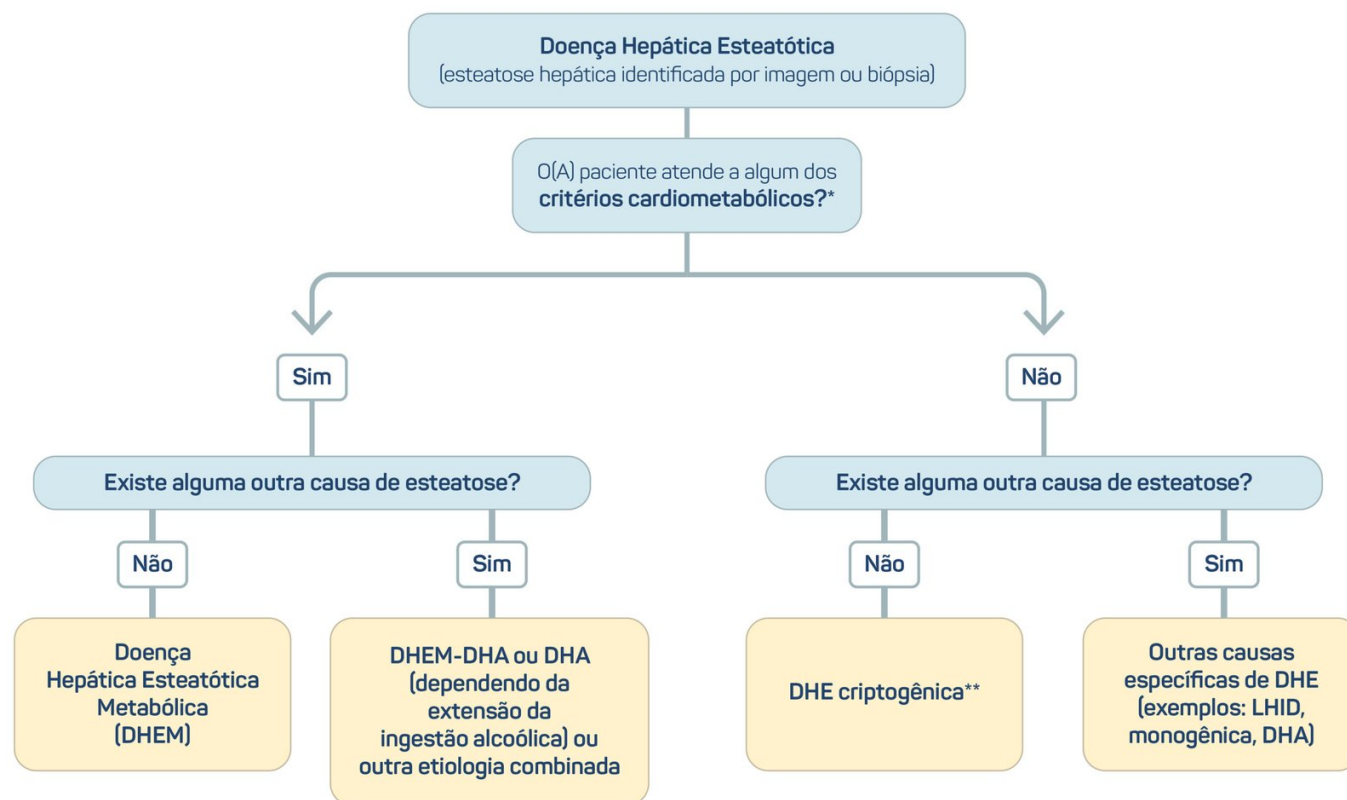 Doença Hepática Esteatótica
(esteatose hepática identificada por imagem ou biópsia)
O(A) paciente atende a algum dos
critérios cardiometabólicos?*
Sim
Não
Existe alguma outra causa de esteatose?
Existe alguma outra causa de esteatose?
Não
Sim
Não
Sim
Doença
Hepática Esteatótica
Metabólica
(DHEM)
DHEM-DHA ou DHA
(dependendo da
extensão da
ingestão alcoólica) ou
outra etiologia combinada
DHE criptogênica**
Outras causas
específicas de DHE
(exemplos: LHID,
monogênica, DHA)